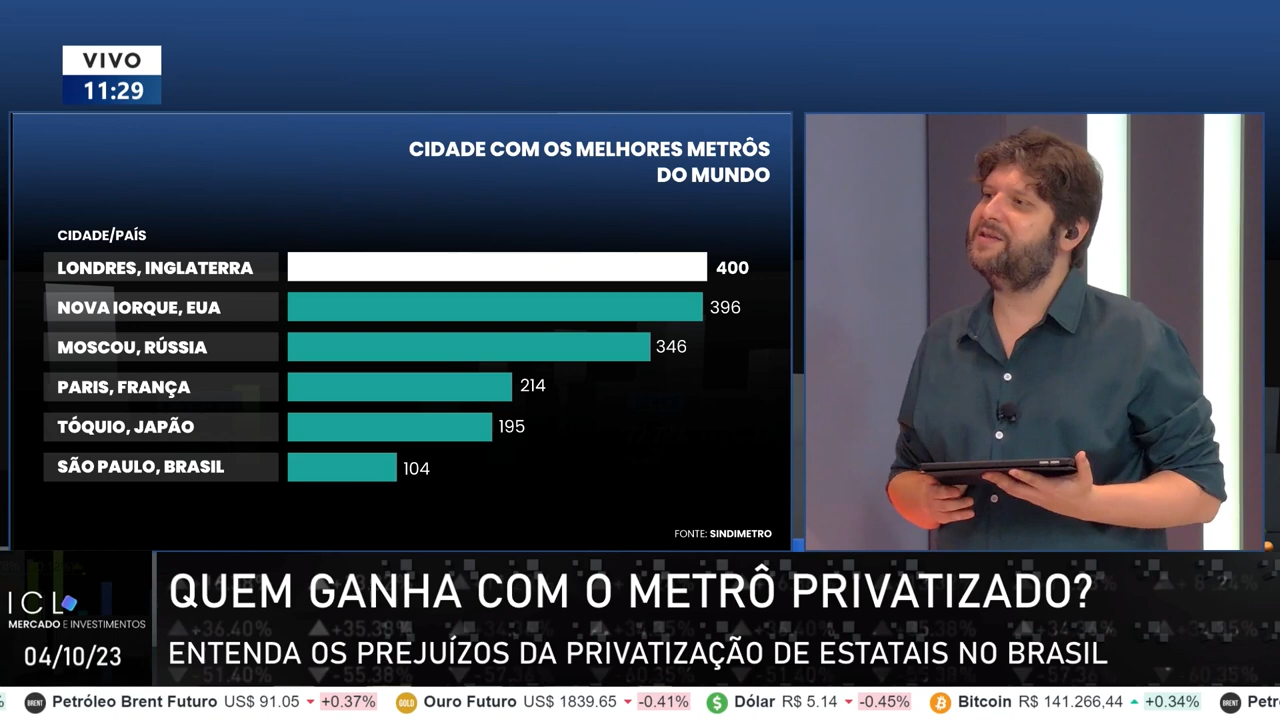 VIVO
11:29
CIDADE COM OS MELHORES METRÔS
DO MUNDO
CIDADE/PAÍS
LONDRES, INGLATERRA 400
NOVA IORQUE, EUA 396
MOSCOU, RÚSSIA 346
PARIS, FRANÇA 214
TÓQUIO, JAPÃO 195
SÃO PAULO, BRASIL 104
FONTE: SINDIMETRO
ICL
MERCADO E INVESTIMENTOS
04/10/23
QUEM GANHA COM O METRÔ PRIVATIZADO?
ENTENDA OS PREJUÍZOS DA PRIVATIZAÇÃO DE ESTATAIS NO BRASIL
BRENT Petróleo Brent Futuro US$ 91.05 +0.37% GOLD Ouro Futuro US$ 1839.65 -0.41% $ Dólar R$ 5.14 -0.45% Bitcoin R$ 141.266,44 +0.34% BRENT Petr